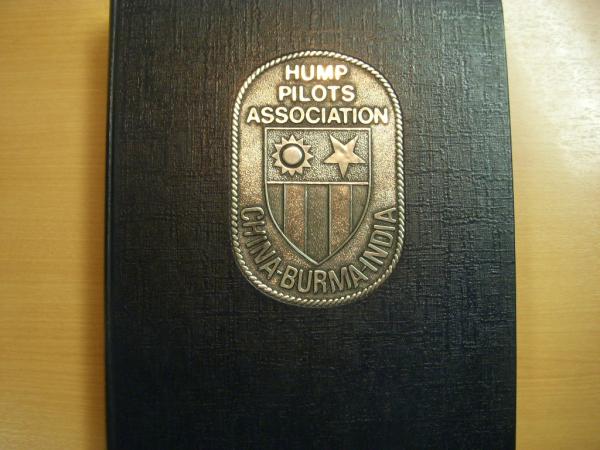 HUMP
PILOTS
ASSOCIATION
CHINA-BURMA-INDIA